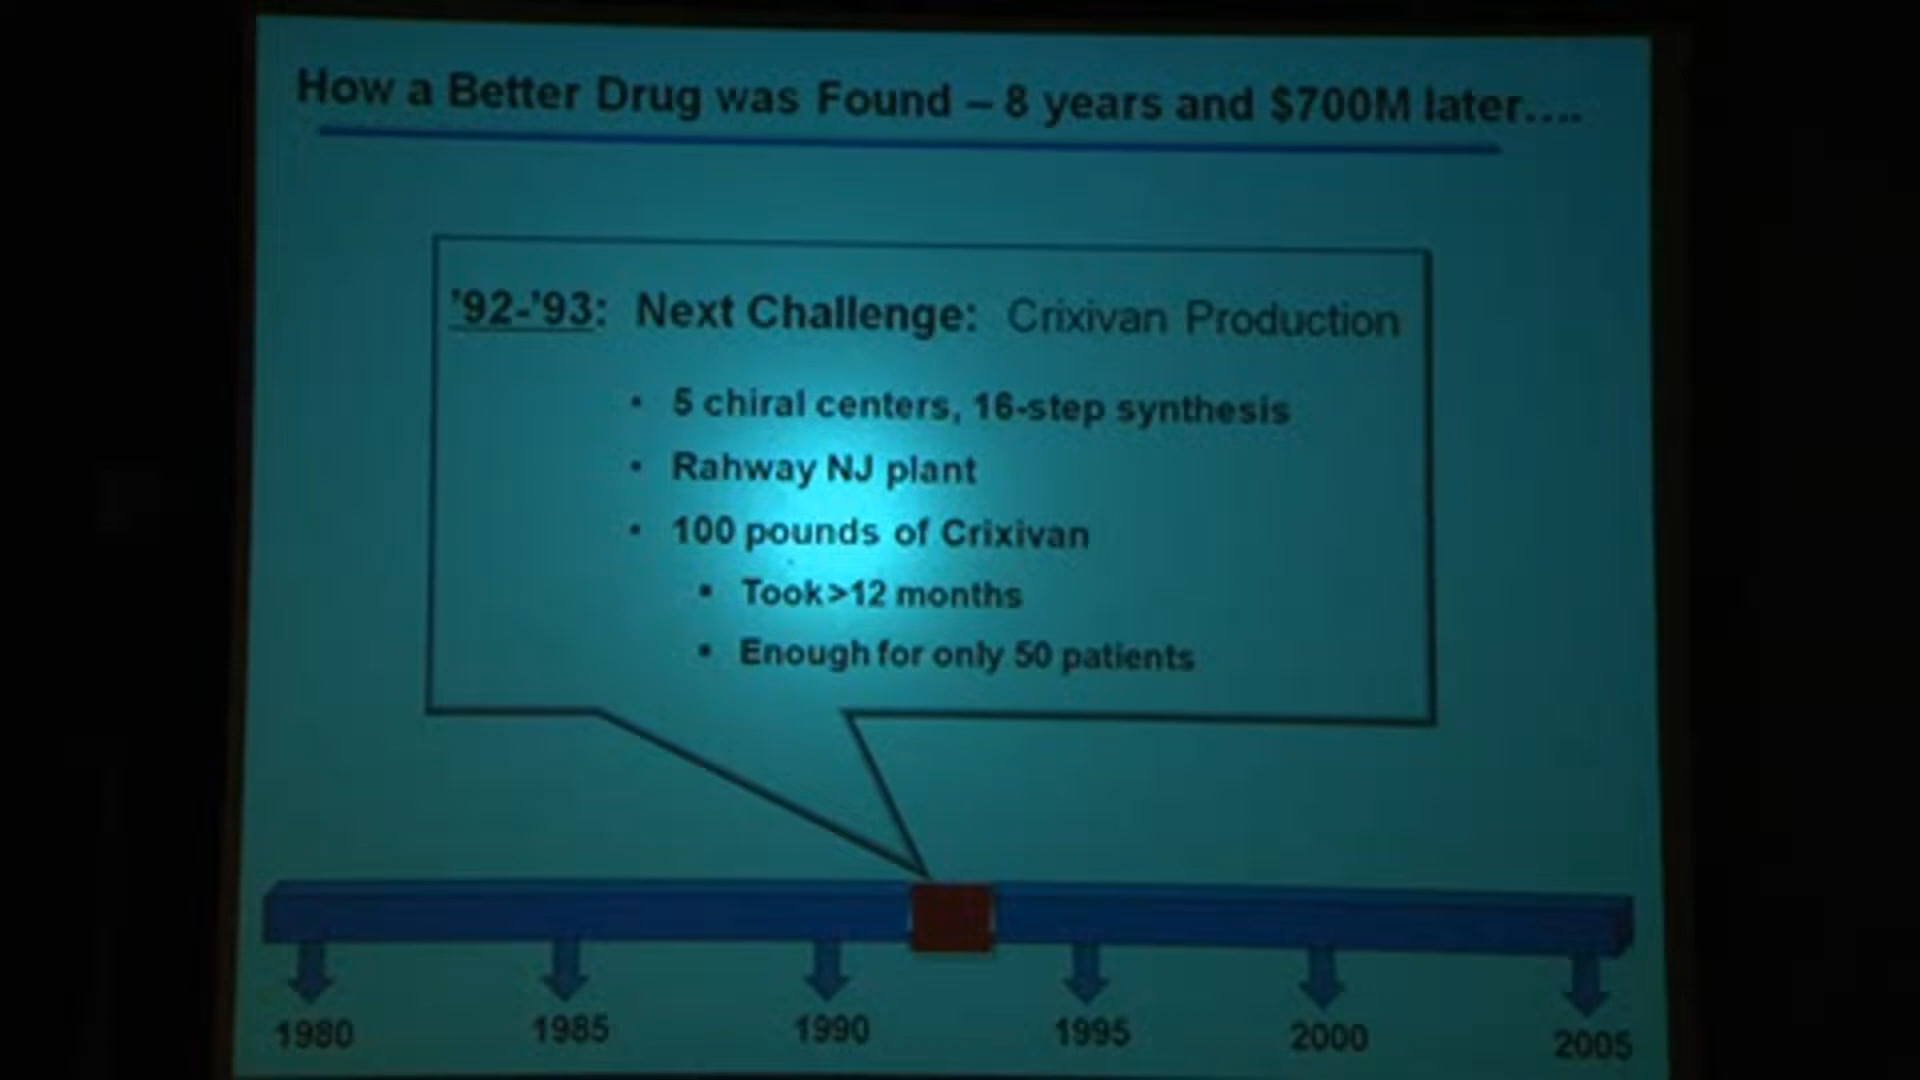 How a Better Drug was Found – 8 years and $700M later....
'92-'93: Next Challenge: Crixivan Production
• 5 chiral centers, 16-step synthesis
• Rahway NJ plant
• 100 pounds of Crixivan
▪ Took >12 months
▪ Enough for only 50 patients
1980 1985 1990 1995 2000 2005